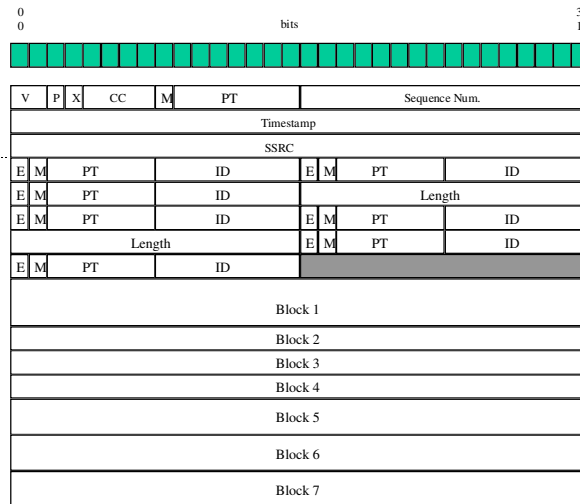 0 3
0 bits 1
V P X CC M PT Sequence Num.
Timestamp
SSRC
E M PT ID E M PT ID
E M PT ID Length
E M PT ID E M PT ID
Length E M PT ID
E M PT ID
Block 1
Block 2
Block 3
Block 4
Block 5
Block 6
Block 7